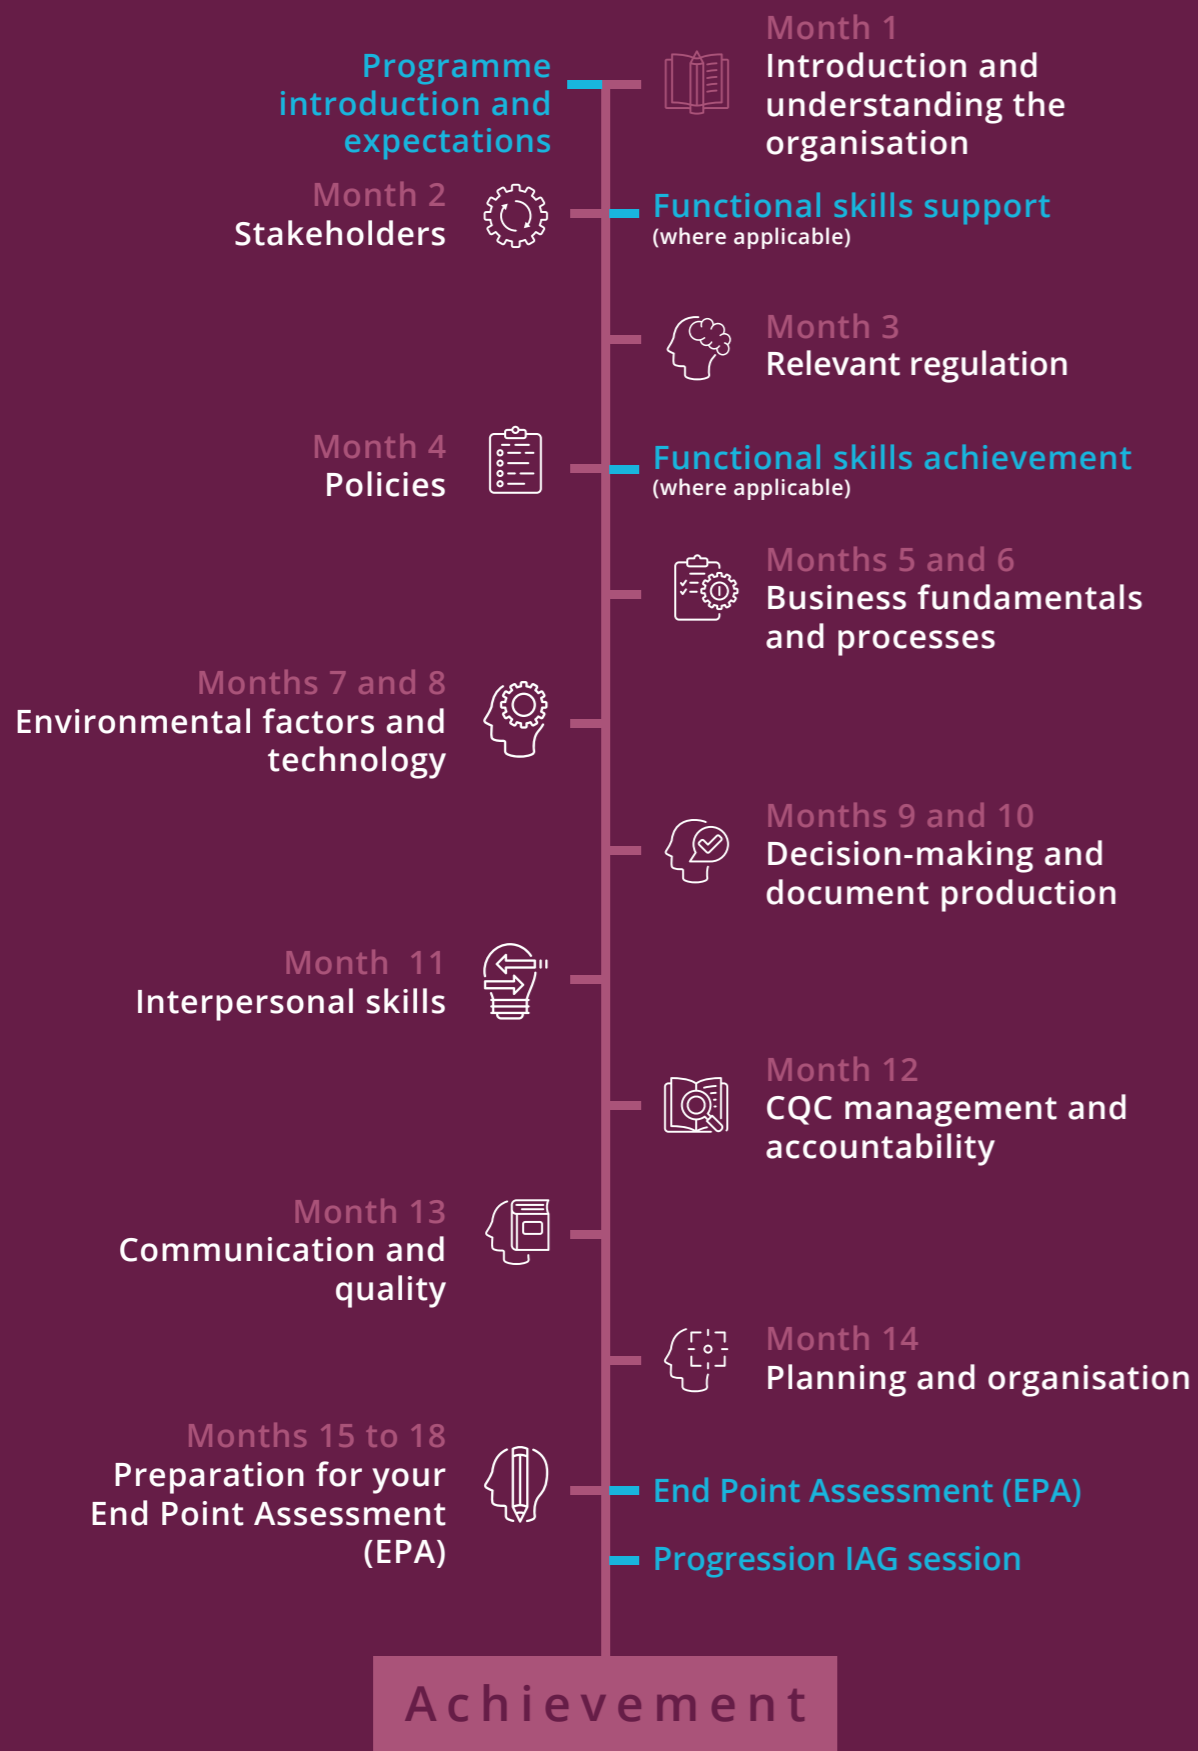 Programme
introduction and
expectations
Month 1
Introduction and
understanding the
organisation
Month 2
Stakeholders
Functional skills support
(where applicable)
Month 3
Relevant regulation
Month 4
Policies
Functional skills achievement
(where applicable)
Months 5 and 6
Business fundamentals
and processes
Months 7 and 8
Environmental factors and
technology
Months 9 and 10
Decision-making and
document production
Month 11
Interpersonal skills
Month 12
CQC management and
accountability
Month 13
Communication and
quality
Month 14
Planning and organisation
Months 15 to 18
Preparation for your
End Point Assessment
(EPA)
End Point Assessment (EPA)
Progression IAG session
Achievement